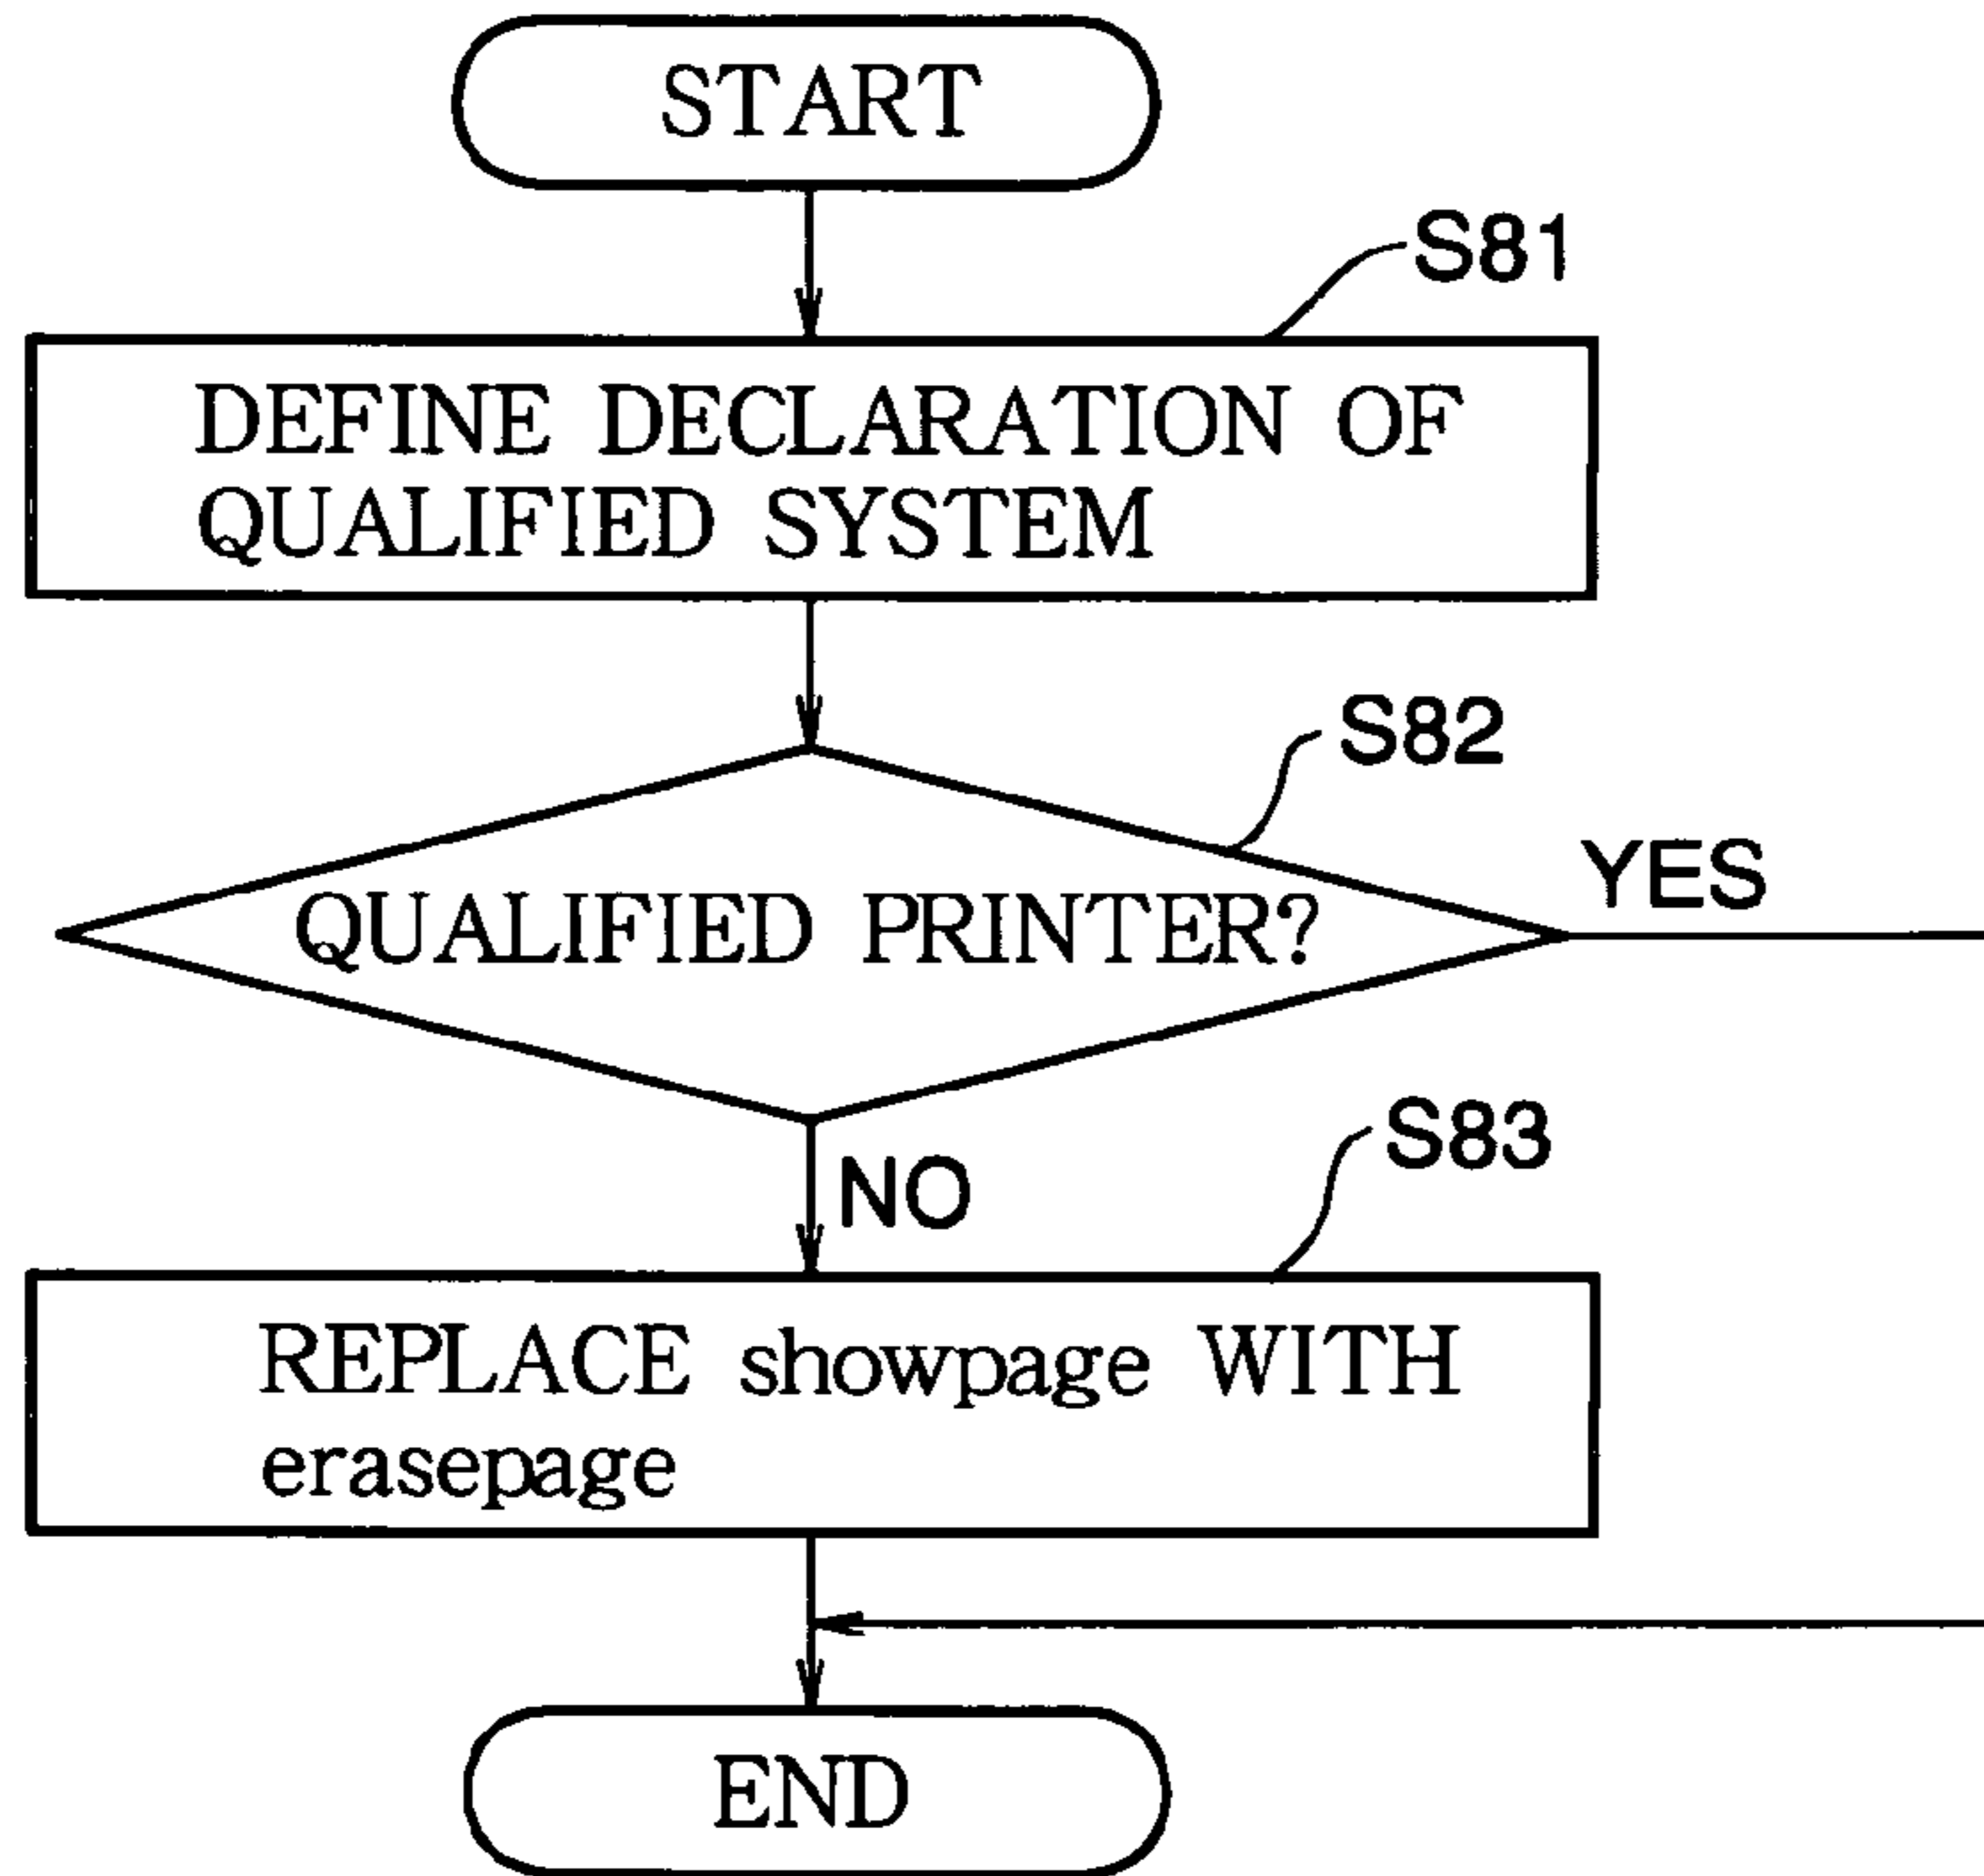 START
S81
DEFINE DECLARATION OF
QUALIFIED SYSTEM
S82
YES
QUALIFIED PRINTER?
S83
NO
REPLACE showpage WITH
erasepage
END